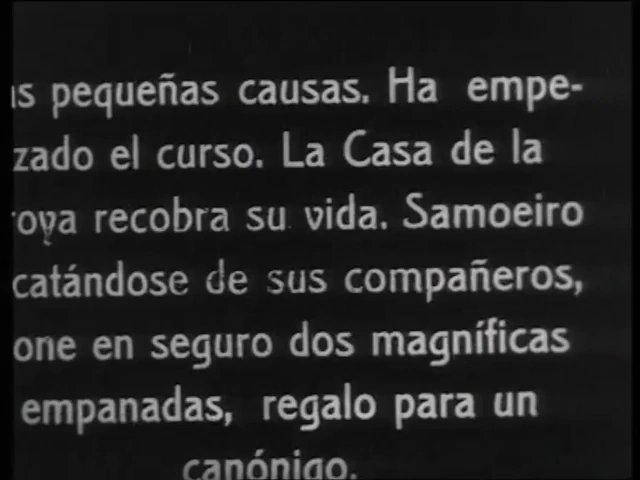 s pequeñas causas. Ha empe-
zado el curso. La Casa de la
oya recobra su vida. Samoeiro
catándose de sus compañeros,
one en seguro dos magníficas
empanadas, regalo para un
canónigo.